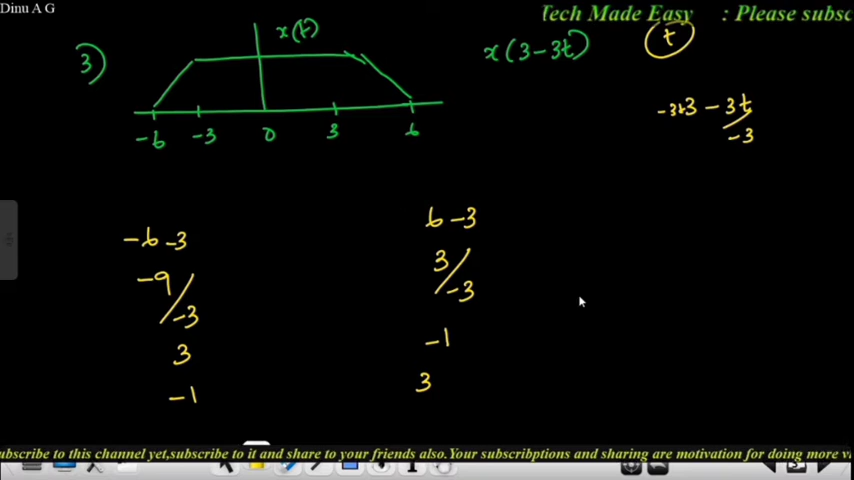 Dinu A G
Tech Made Easy : Please subsc
3)
x(t)
x(3-3t)
t
-3+3 - 3t
/-3
-6 -3 0 3 6
-6 -3
-9/-3
3
-1
6 -3
3/-3
-1
3
ubscribe to this channel yet,subscribe to it and share to your friends also.Your subscribptions and sharing are motivation for doing more vi